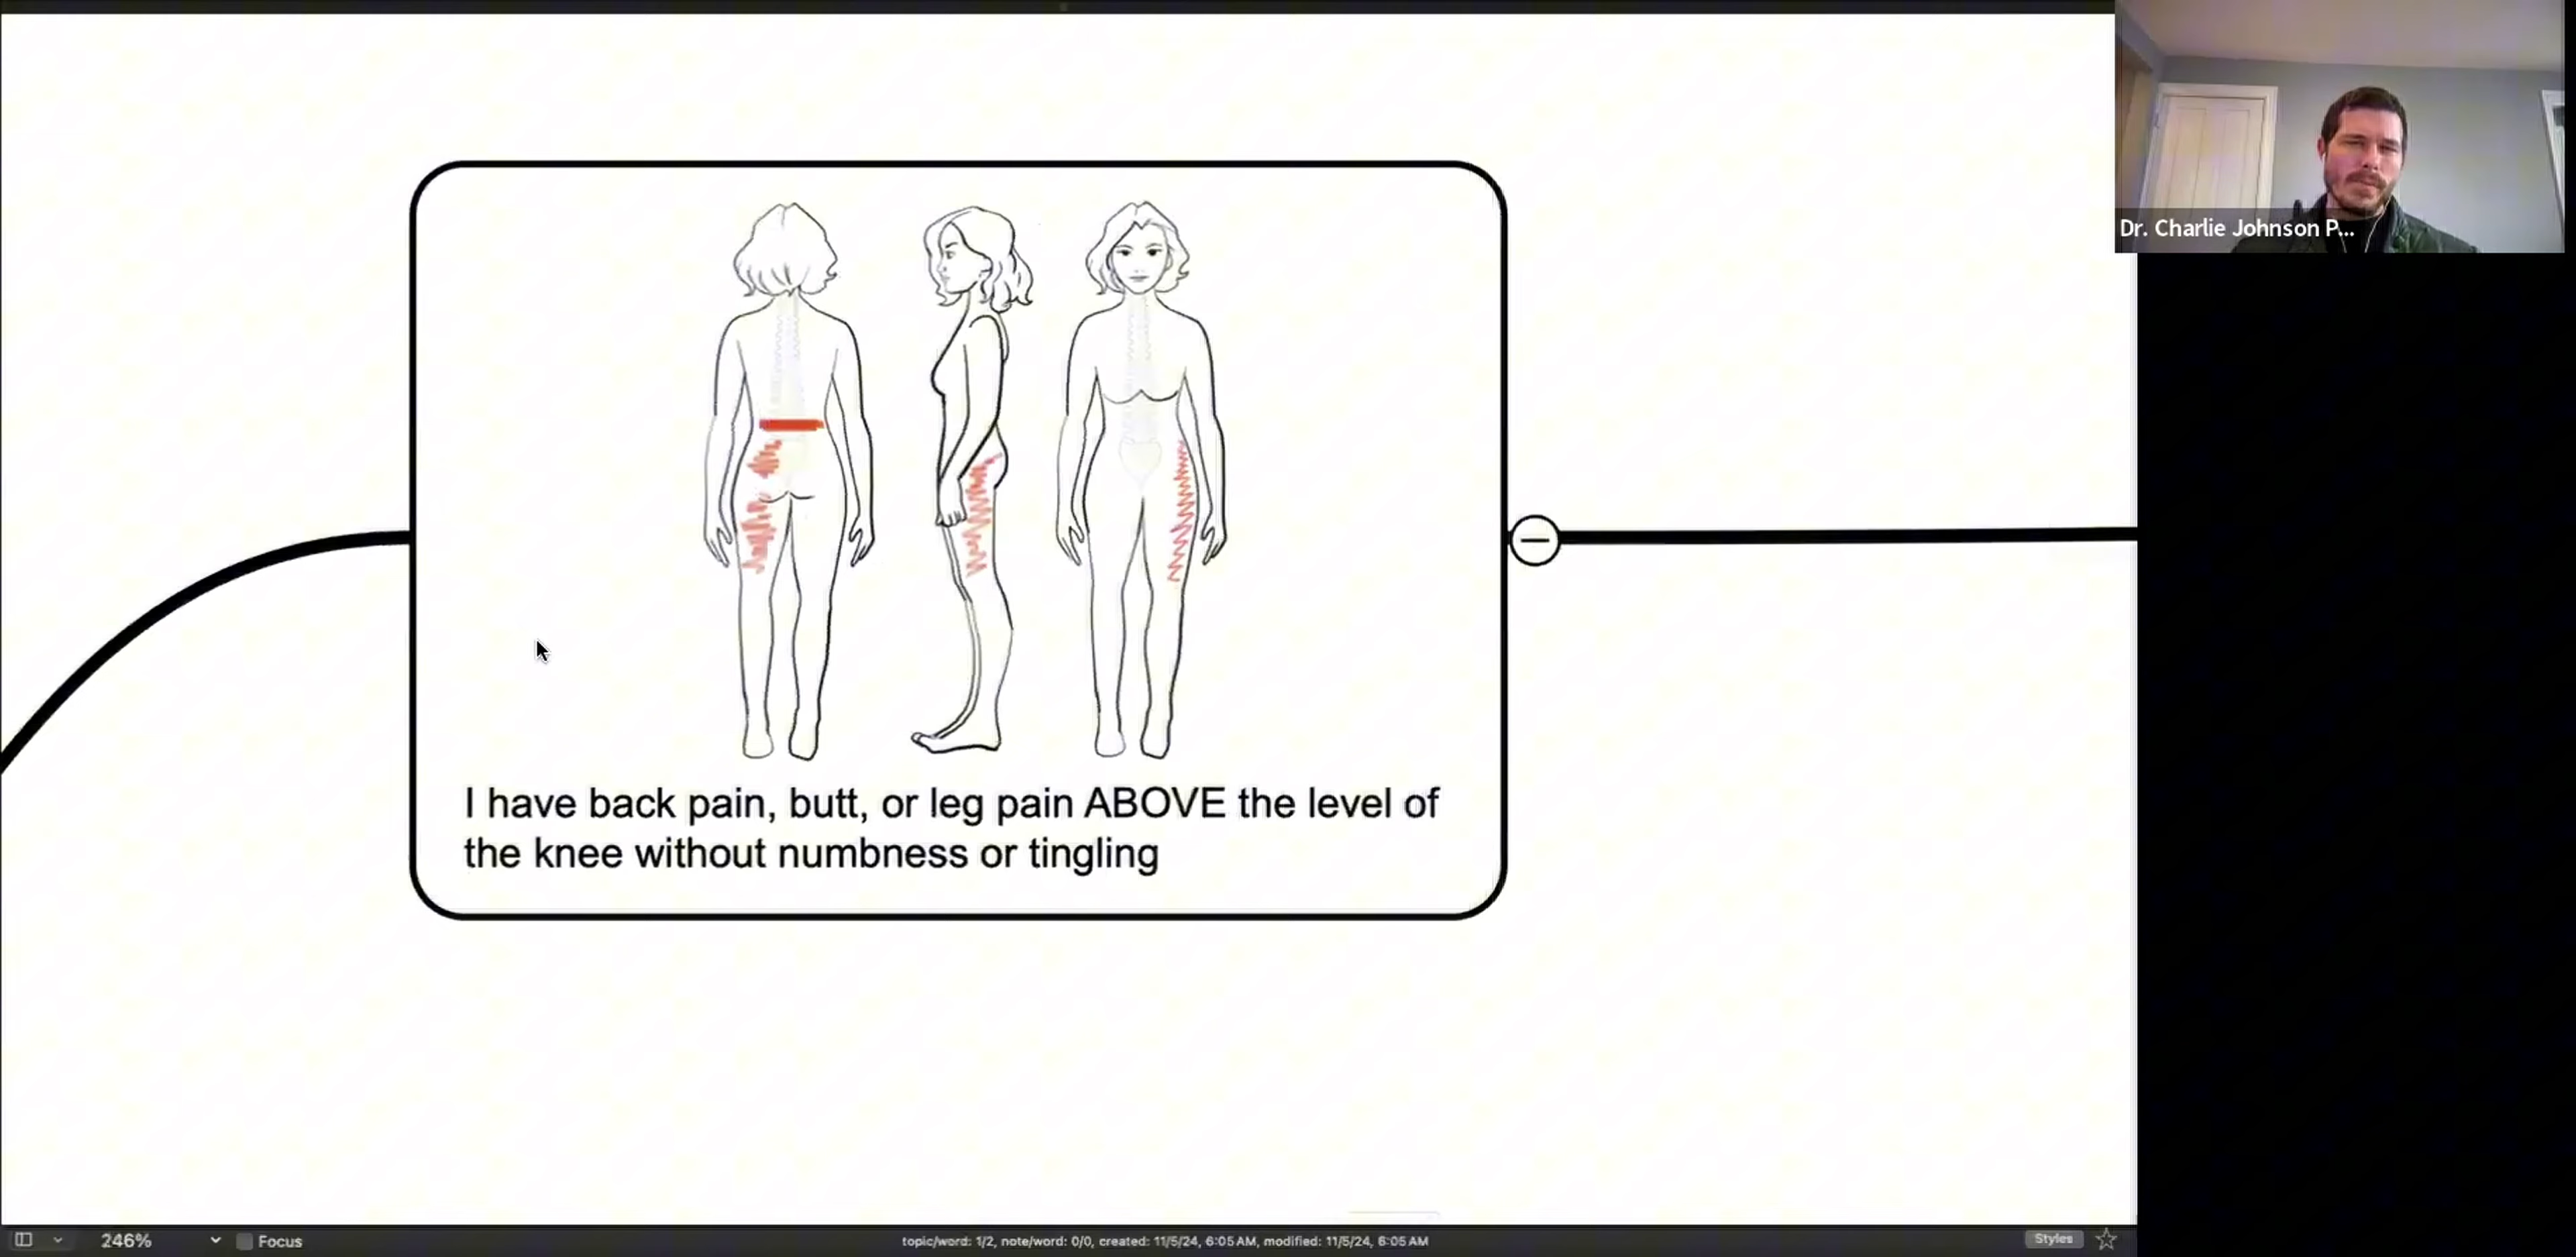 Dr. Charlie Johnson P...
I have back pain, butt, or leg pain ABOVE the level of
the knee without numbness or tingling
246%
Focus
topic/word: 1/2, note/word: 0/0, created: 11/5/24, 6:05 AM, modified: 11/5/24, 6:05 AM
Styles